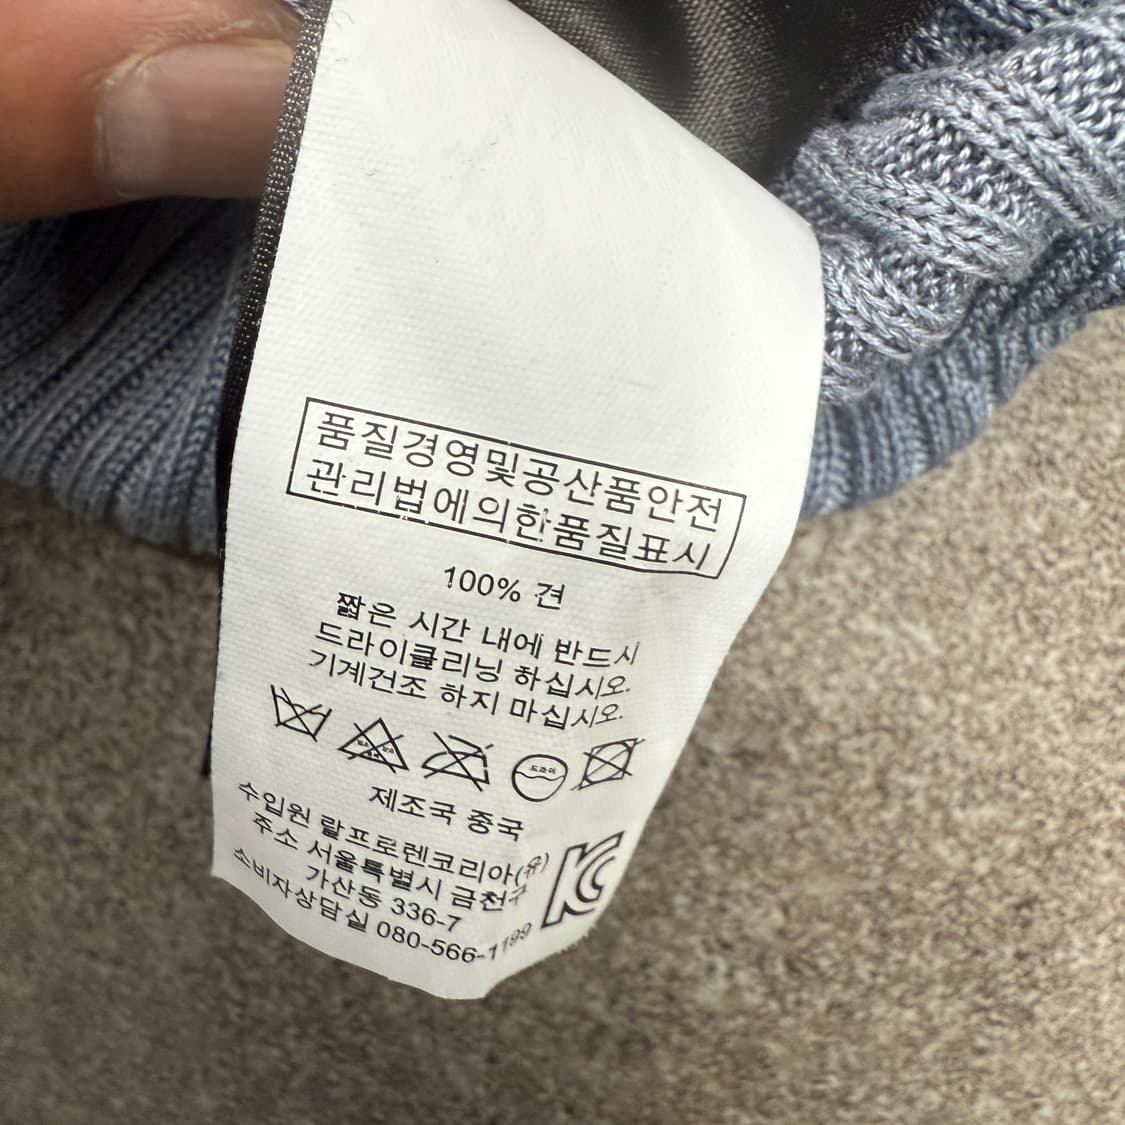 품질경영및공산품안전
관리법에의한품질표시
100% 견
짧은 시간 내에 반드시
드라이클리닝 하십시오.
기계건조 하지 마십시오.
드라이
제조국 중국
수입원 랄프로렌코리아(유)
주소 서울특별시 금천구
가산동 336-7
소비자상담실 080-566-1199
KC